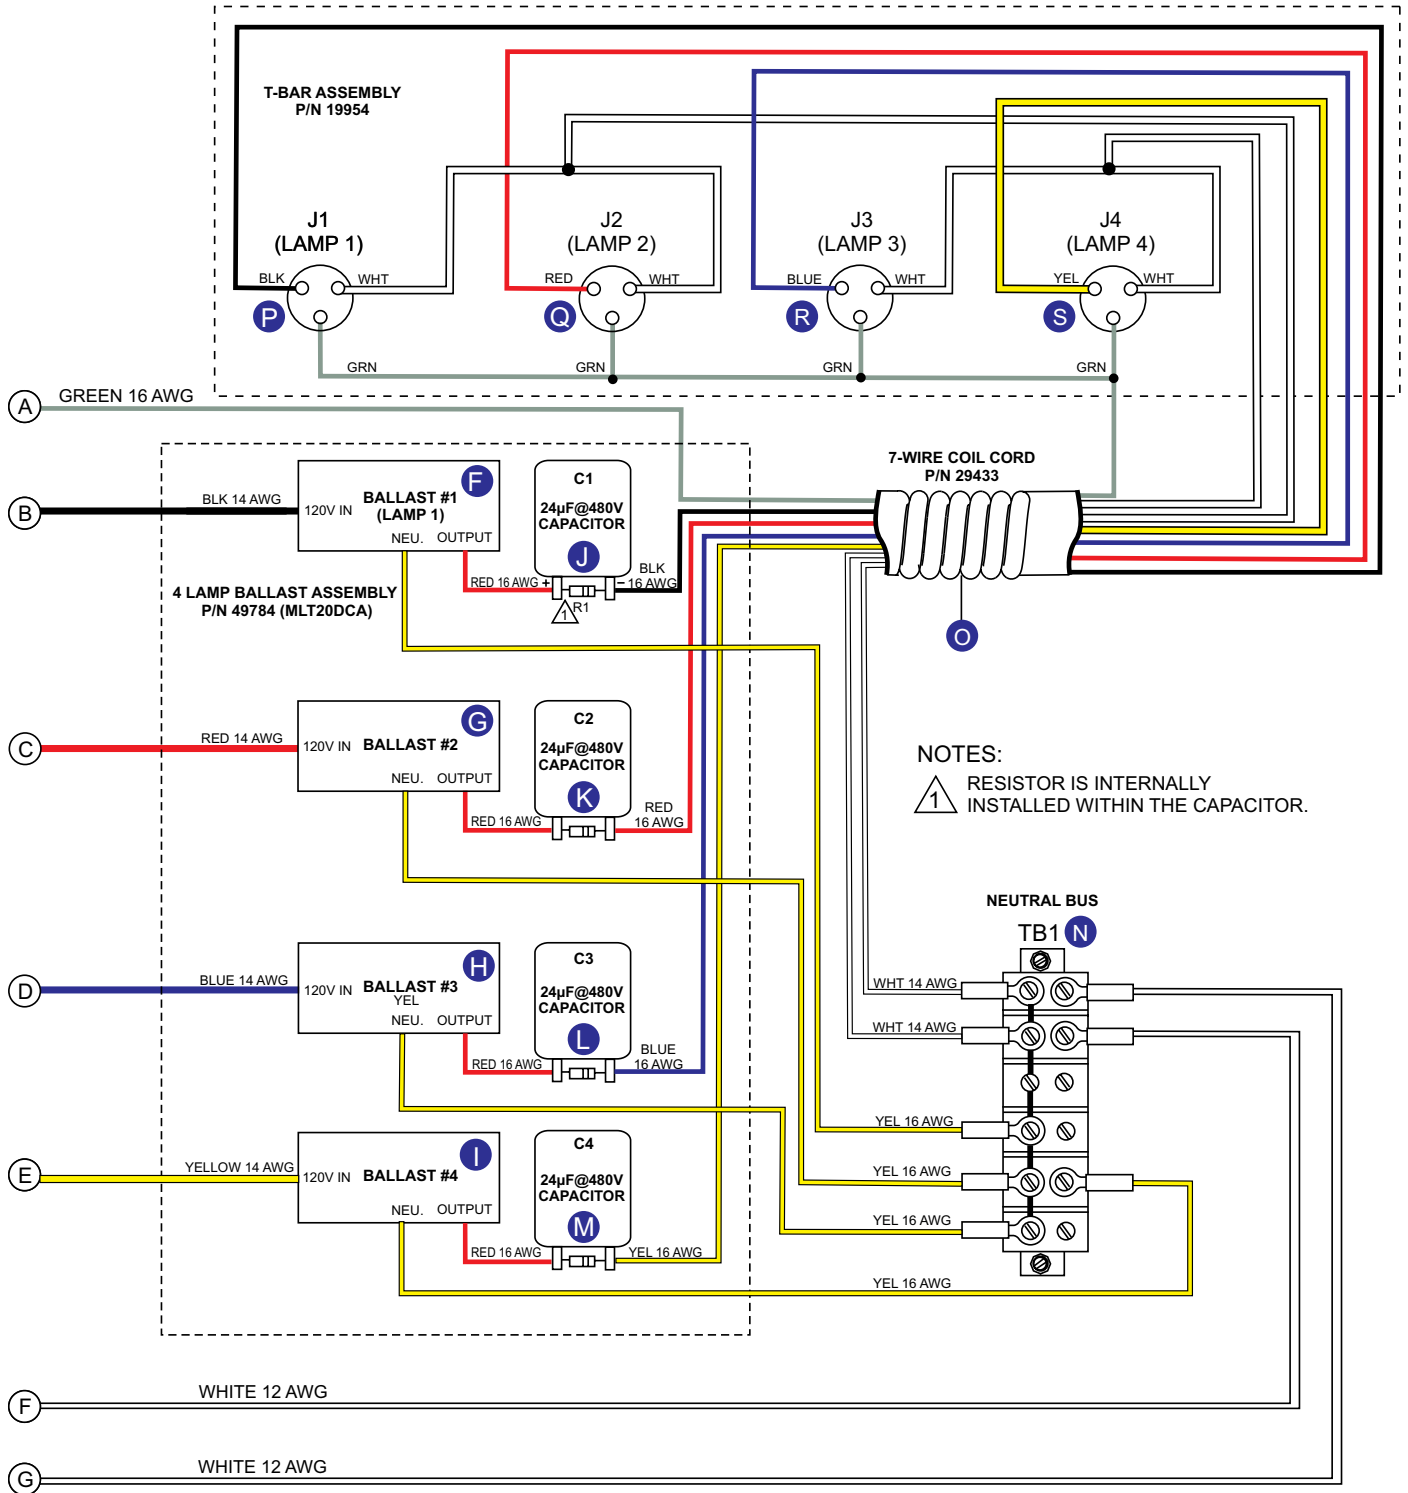 T-BAR ASSEMBLY
P/N 19954
J1
(LAMP 1)
J2
(LAMP 2)
J3
(LAMP 3)
J4
(LAMP 4)
BLK
WHT
RED
WHT
BLUE
WHT
YEL
WHT
P
Q
R
S
GRN
GRN
GRN
GRN
A
GREEN 16 AWG
7-WIRE COIL CORD
P/N 29433
O
B
BLK 14 AWG
120V IN
BALLAST #1
(LAMP 1)
F
NEU.
OUTPUT
C1
24µF@480V
CAPACITOR
J
RED 16 AWG
+
–
BLK
16 AWG
1
R1
4 LAMP BALLAST ASSEMBLY
P/N 49784 (MLT20DCA)
C
RED 14 AWG
120V IN
BALLAST #2
G
NEU.
OUTPUT
C2
24µF@480V
CAPACITOR
K
RED 16 AWG
RED
16 AWG
NOTES:
1
RESISTOR IS INTERNALLY
INSTALLED WITHIN THE CAPACITOR.
NEUTRAL BUS
TB1
N
D
BLUE 14 AWG
120V IN
BALLAST #3
H
YEL
NEU.
OUTPUT
C3
24µF@480V
CAPACITOR
L
RED 16 AWG
BLUE
16 AWG
WHT 14 AWG
WHT 14 AWG
YEL 16 AWG
YEL 16 AWG
YEL 16 AWG
YEL 16 AWG
E
YELLOW 14 AWG
120V IN
BALLAST #4
I
NEU.
OUTPUT
C4
24µF@480V
CAPACITOR
M
RED 16 AWG
YEL 16 AWG
F
WHITE 12 AWG
G
WHITE 12 AWG